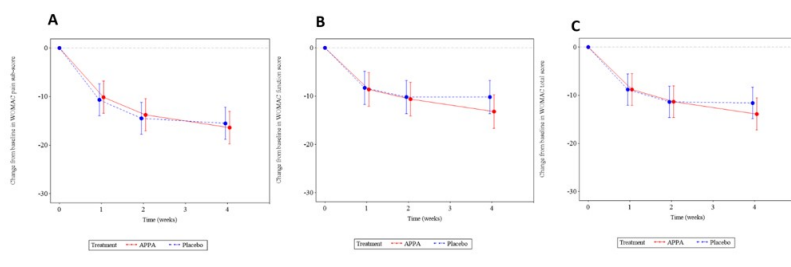 A
Change from baseline in WOMAC pain sub-score
0
-10
-20
-30
0
1
2
4
Time (weeks)
Treatment APPA Placebo
B
Change from baseline in WOMAC function score
0
-10
-20
-30
0
1
2
4
Time (weeks)
Treatment APPA Placebo
C
Change from baseline in WOMAC total score
0
-10
-20
-30
0
1
2
4
Time (weeks)
Treatment APPA Placebo